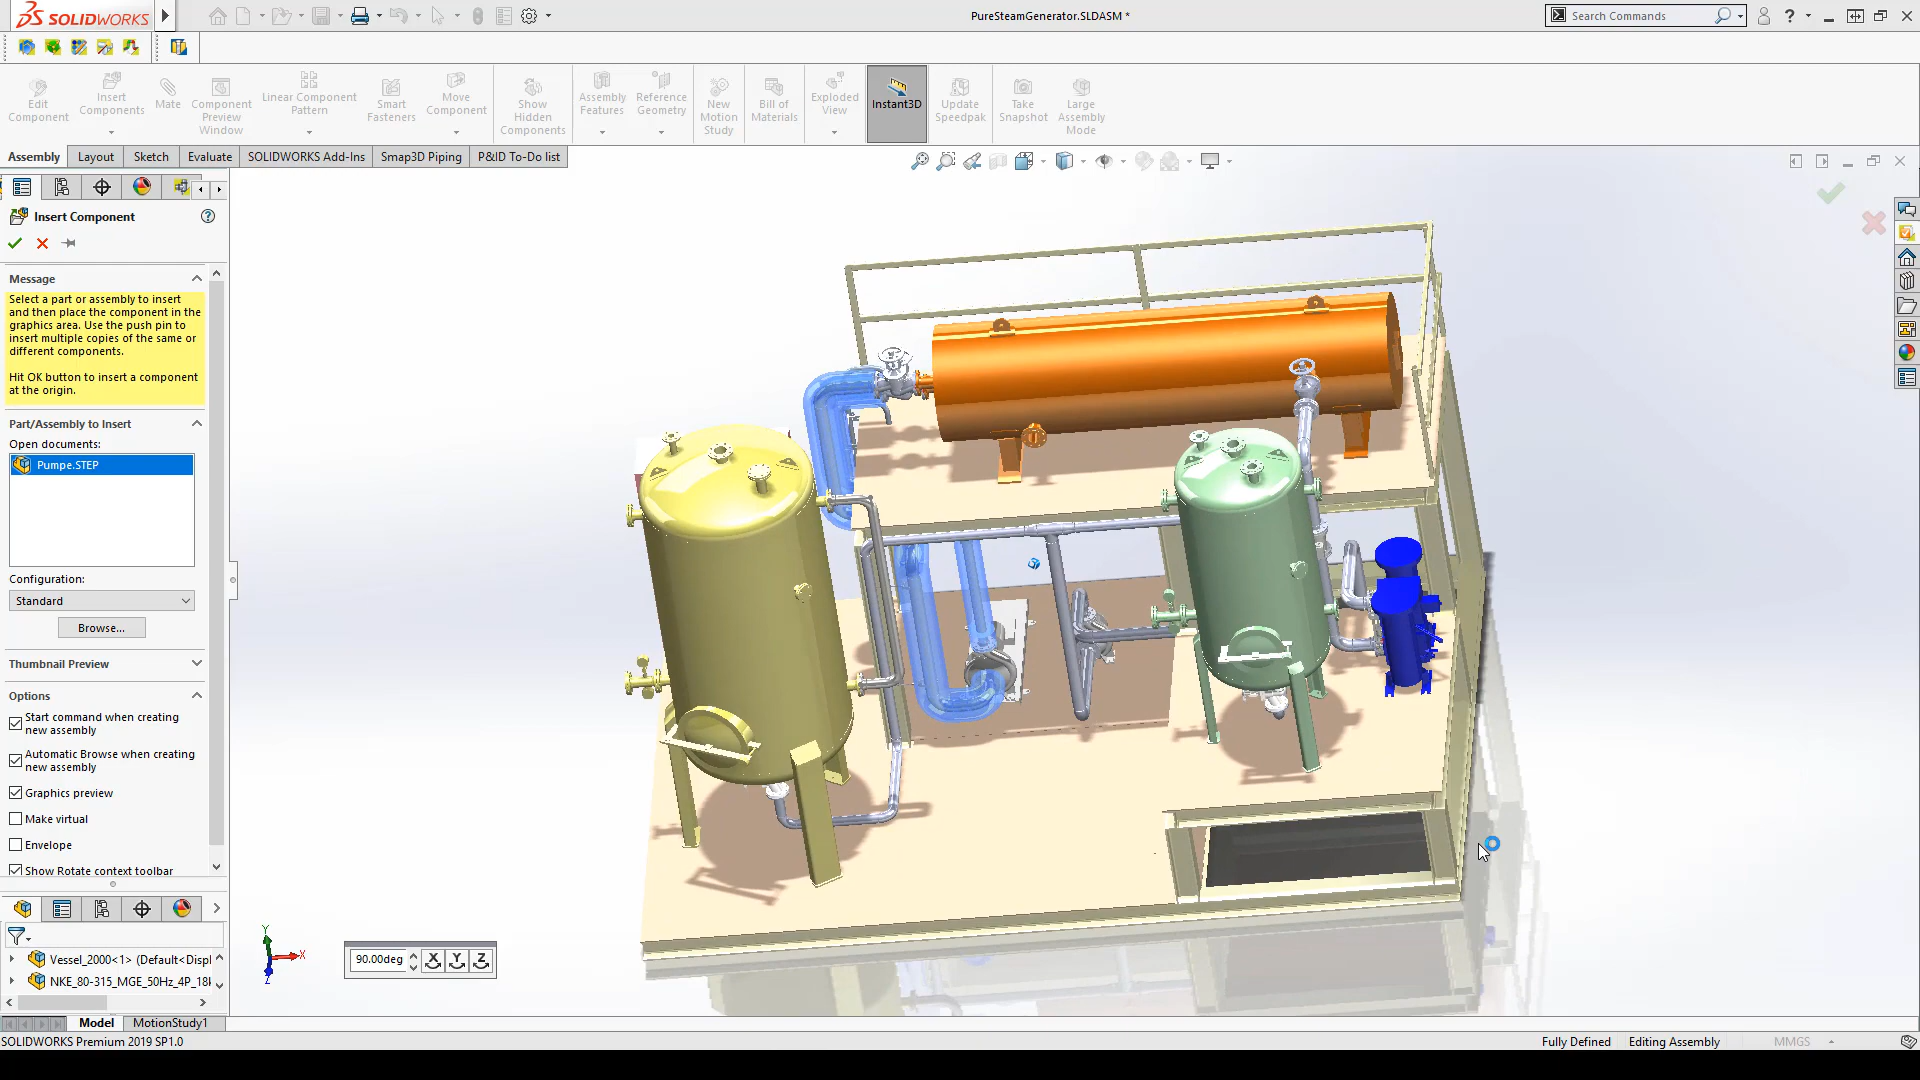 SOLIDWORKS
PureSteamGenerator.SLDASM *
Search Commands
?
Edit
Component
Insert
Components
Mate
Component
Preview
Window
Linear Component
Pattern
Smart
Fasteners
Move
Component
Show
Hidden
Components
Assembly
Features
Reference
Geometry
New
Motion
Study
Bill of
Materials
Exploded
View
Instant3D
Update
Speedpak
Take
Snapshot
Large
Assembly
Mode
Assembly
Layout
Sketch
Evaluate
SOLIDWORKS Add-Ins
Smap3D Piping
P&ID To-Do list
Insert Component
Message
Select a part or assembly to insert
and then place the component in the
graphics area. Use the push pin to
insert multiple copies of the same or
different components.
Hit OK button to insert a component
at the origin.
Part/Assembly to Insert
Open documents:
Pumpe.STEP
Configuration:
Standard
Browse...
Thumbnail Preview
Options
Start command when creating
new assembly
Automatic Browse when creating
new assembly
Graphics preview
Make virtual
Envelope
Show Rotate context toolbar
Vessel_2000<1> (Default<Displ
NKE_80-315_MGE_50Hz_4P_18
Y
X
Z
90.00deg
X
Y
Z
Model
MotionStudy1
SOLIDWORKS Premium 2019 SP1.0
Fully Defined
Editing Assembly
MMGS